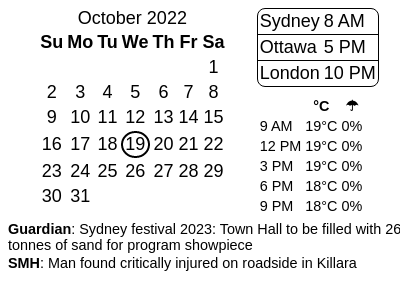 October 2022
Su Mo Tu We Th Fr Sa
1
2 3 4 5 6 7 8
9 10 11 12 13 14 15
16 17 18 19 20 21 22
23 24 25 26 27 28 29
30 31
Sydney 8 AM
Ottawa 5 PM
London 10 PM
°C ☂
9 AM 19°C 0%
12 PM 19°C 0%
3 PM 19°C 0%
6 PM 18°C 0%
9 PM 18°C 0%
Guardian: Sydney festival 2023: Town Hall to be filled with 26
tonnes of sand for program showpiece
SMH: Man found critically injured on roadside in Killara